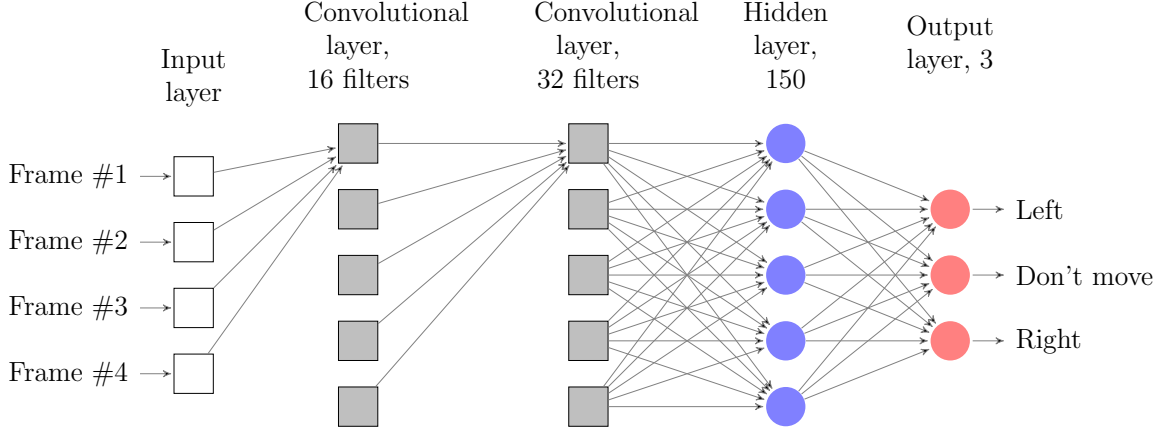 Convolutional
layer,
16 filters
Convolutional
layer,
32 filters
Hidden
layer,
150
Output
layer, 3
Input
layer
Frame #1
Frame #2
Frame #3
Frame #4
Left
Don't move
Right